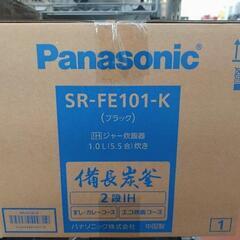 Panasonic
SR-FE101-K
(ブラック)
IHジャー炊飯器
1.0L(5.5合)炊き
備長炭釜
2段IH
すし・カレーコース
エコ炊飯コース
パナソニック株式会社
中国製
1